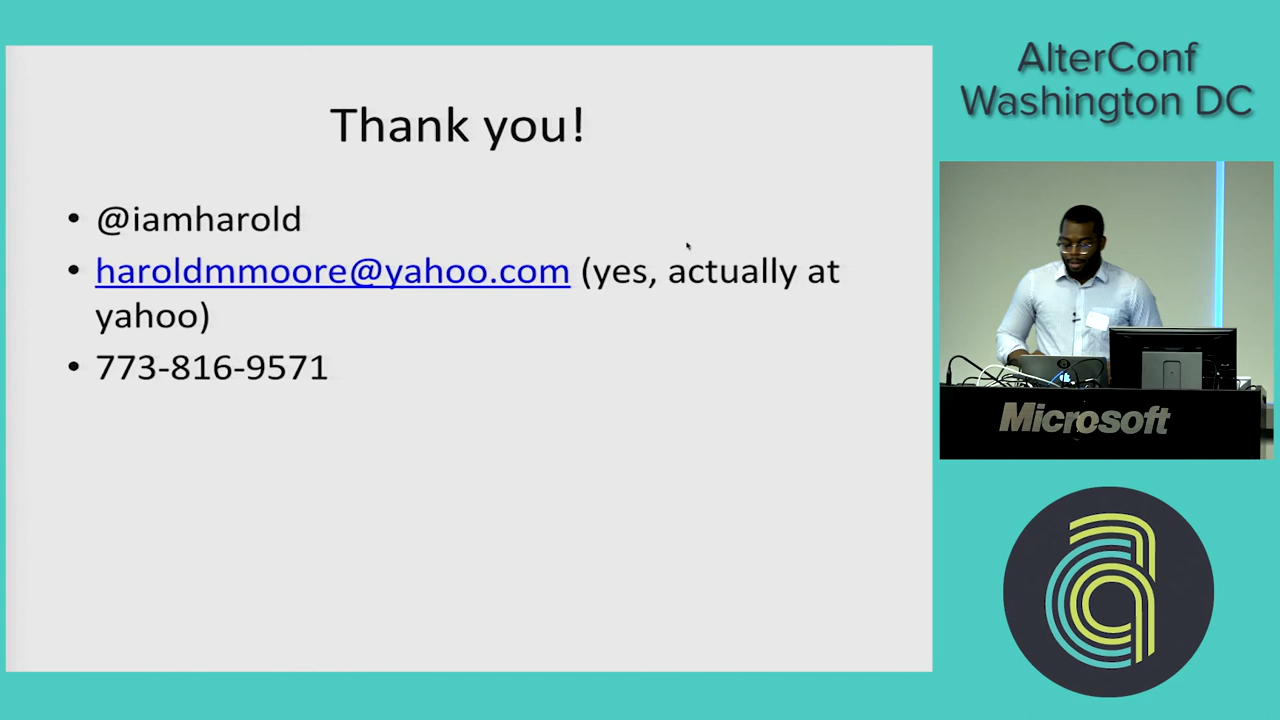 AlterConf
Washington DC
Thank you!
• @iamharold
• haroldmmoore@yahoo.com (yes, actually at
yahoo)
• 773-816-9571
Microsoft